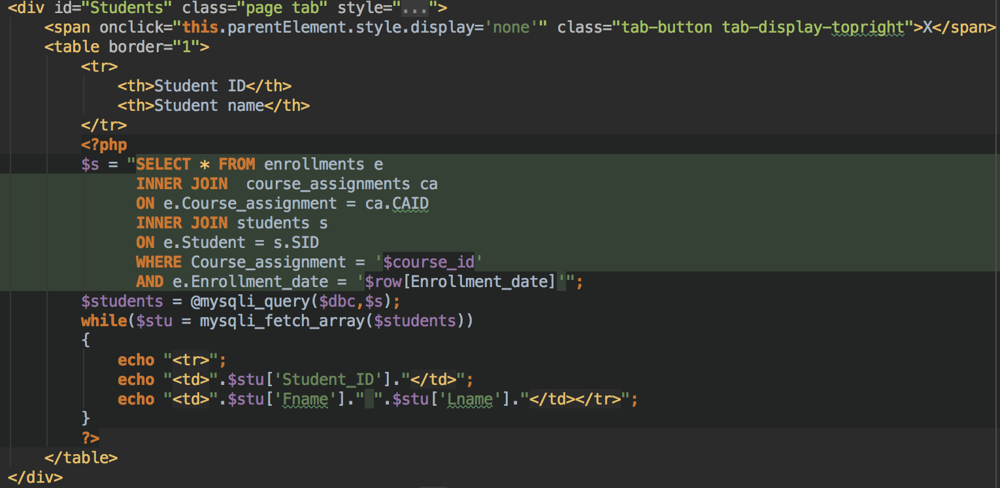 <div id="Students" class="page tab" style="...">
<span onclick="this.parentElement.style.display='none'" class="tab-button tab-display-topright">X</span>
<table border="1">
<tr>
<th>Student ID</th>
<th>Student name</th>
</tr>
<?php
$s = "SELECT * FROM enrollments e
INNER JOIN  course_assignments ca
ON e.Course_assignment = ca.CAID
INNER JOIN students s
ON e.Student = s.SID
WHERE Course_assignment = '$course_id'
AND e.Enrollment_date = '$row[Enrollment_date]'";
$students = @mysqli_query($dbc,$s);
while($stu = mysqli_fetch_array($students))
{
echo "<tr>";
echo "<td>".$stu['Student_ID']."</td>";
echo "<td>".$stu['Fname']." ".$stu['Lname']."</td></tr>";
}
?>
</table>
</div>